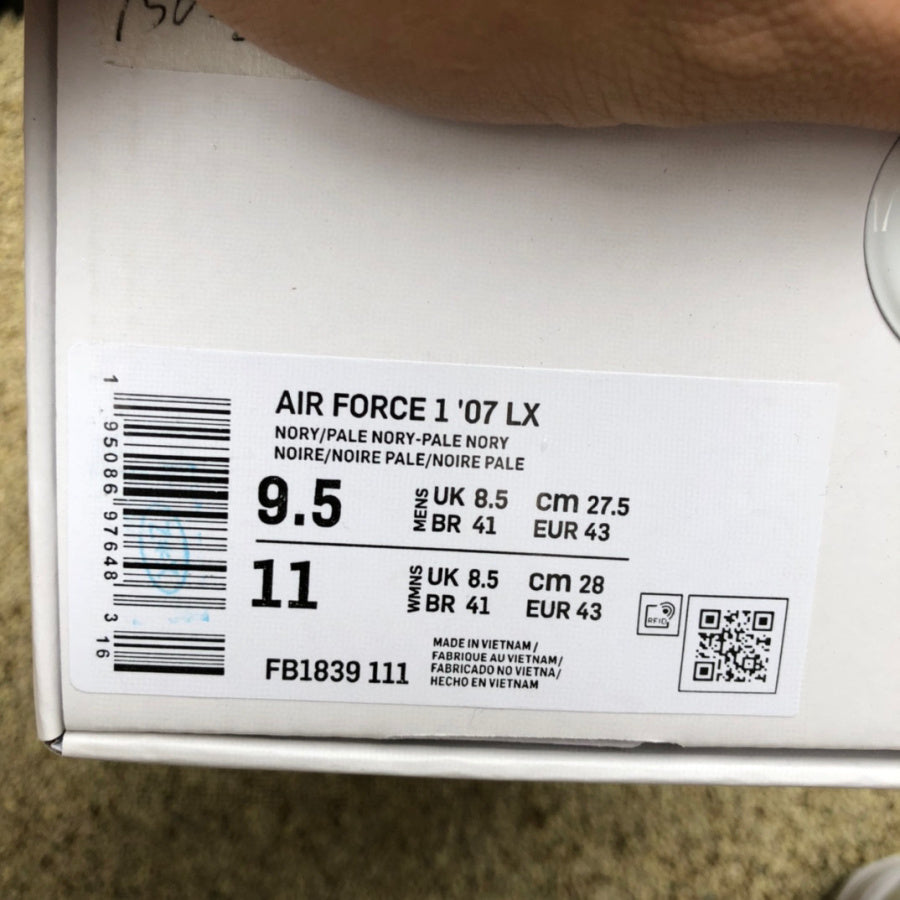 150
AIR FORCE 1 '07 LX
NORY/PALE NORY-PALE NORY
NOIRE/NOIRE PALE/NOIRE PALE
9.5 MENS UK 8.5 cm 27.5
BR 41 EUR 43
11 WMNS UK 8.5 cm 28
BR 41 EUR 43
FB1839 111
MADE IN VIETNAM /
FABRIQUE AU VIETNAM/
FABRICADO NO VIETNA/
HECHO EN VIETNAM
RFID
1 95086 97648 3 16